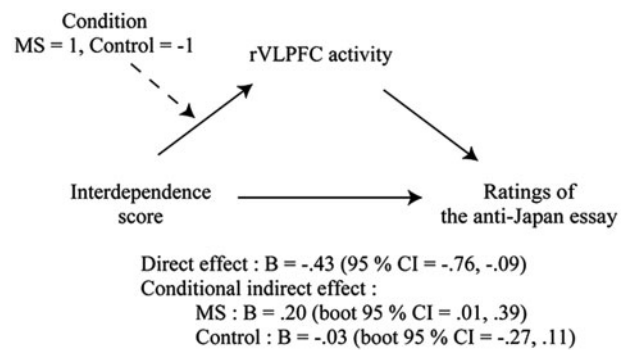 Condition
MS = 1, Control = -1
rVLPFC activity
Interdependence
score
Ratings of
the anti-Japan essay
Direct effect : B = -.43 (95 % CI = -.76, -.09)
Conditional indirect effect :
MS : B = .20 (boot 95 % CI = .01, .39)
Control : B = -.03 (boot 95 % CI = -.27, .11)